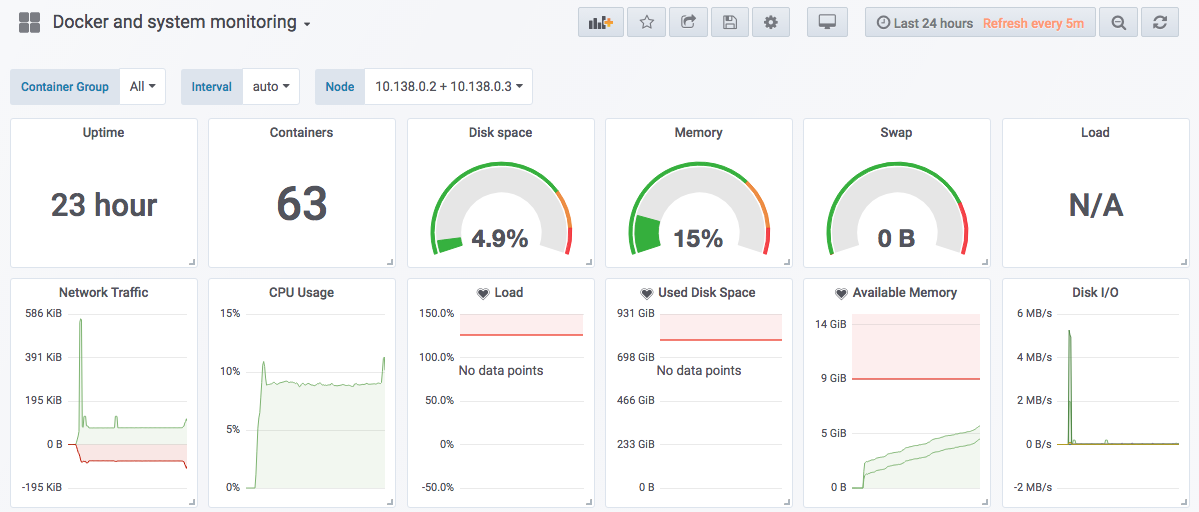 Docker and system monitoring
Last 24 hours Refresh every 5m
Container Group All Interval auto Node 10.138.0.2 + 10.138.0.3
Uptime
23 hour
Containers
63
Disk space
4.9%
Memory
15%
Swap
0 B
Load
N/A
Network Traffic
586 KiB
391 KiB
195 KiB
0 B
-195 KiB
CPU Usage
15%
10%
5%
0%
Load
150.0%
100.0%
No data points
50.0%
0%
-50.0%
Used Disk Space
931 GiB
698 GiB
No data points
466 GiB
233 GiB
0 B
Available Memory
14 GiB
9 GiB
5 GiB
0 B
Disk I/O
6 MB/s
4 MB/s
2 MB/s
0 B/s
-2 MB/s